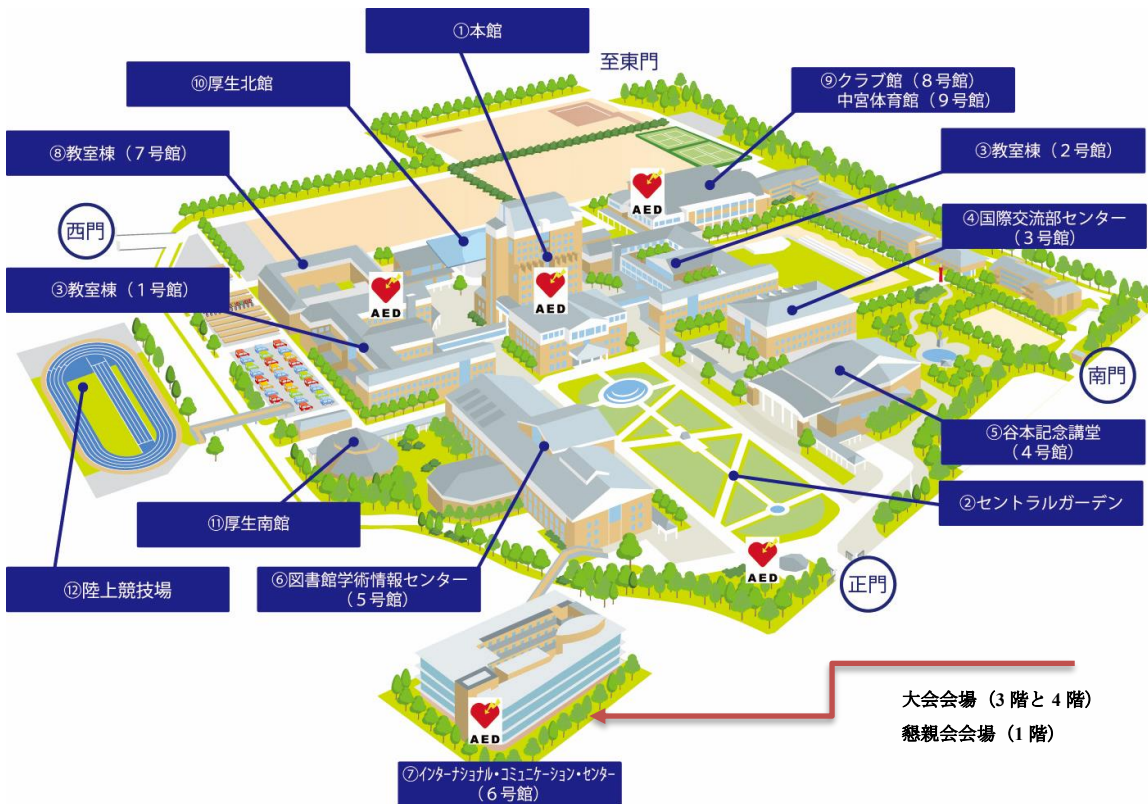 ①本館
⑩厚生北館
至東門
⑨クラブ館（８号館）
中宮体育館（９号館）
⑧教室棟（７号館）
③教室棟（２号館）
④国際交流部センター
（３号館）
西門
③教室棟（１号館）
AED
AED
AED
南門
⑤谷本記念講堂
（４号館）
②セントラルガーデン
⑪厚生南館
⑫陸上競技場
⑥図書館学術情報センター
（５号館）
AED
正門
大会会場（3 階と 4 階）
懇親会会場（1 階）
AED
⑦インターナショナル・コミュニケーション・センター
（６号館）